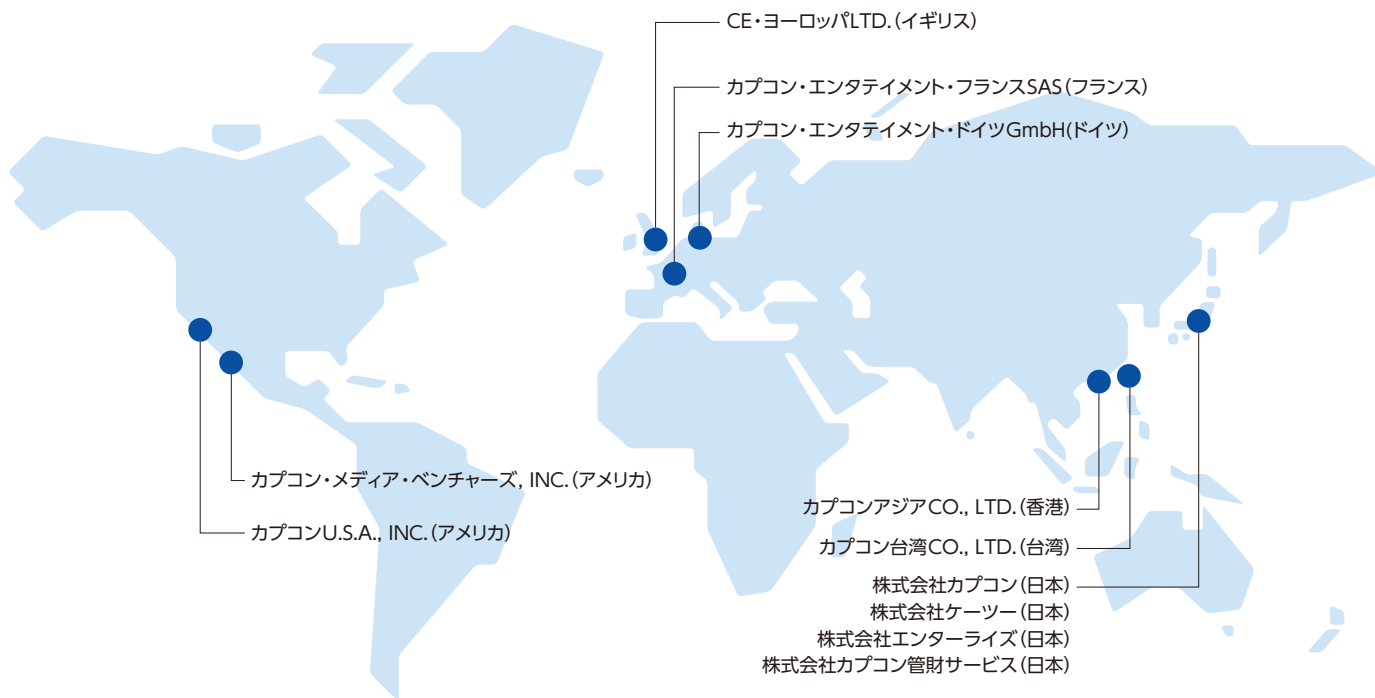 CE・ヨーロッパLTD.(イギリス)
カプコン・エンタテイメント・フランスSAS(フランス)
カプコン・エンタテイメント・ドイツGmbH(ドイツ)
カプコン・メディア・ベンチャーズ, INC.(アメリカ)
カプコンU.S.A., INC.(アメリカ)
カプコンアジアCO., LTD.(香港)
カプコン台湾CO., LTD.(台湾)
株式会社カプコン(日本)
株式会社ケーツー(日本)
株式会社エンターライズ(日本)
株式会社カプコン管財サービス(日本)